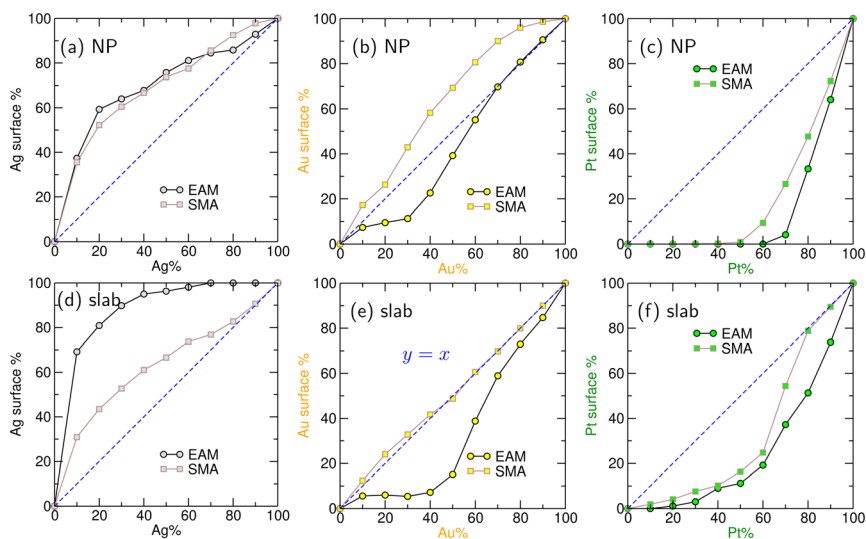 (a) NP
Ag surface %
100
80
60
40
20
0
EAM
SMA
0 20 40 60 80 100
Ag%
(b) NP
Au surface %
100
80
60
40
20
0
EAM
SMA
0 20 40 60 80 100
Au%
(c) NP
Pt surface %
100
80
60
40
20
0
EAM
SMA
0 20 40 60 80 100
Pt%
(d) slab
Ag surface %
100
80
60
40
20
0
EAM
SMA
0 20 40 60 80 100
Ag%
(e) slab
Au surface %
100
80
60
40
20
0
y = x
EAM
SMA
0 20 40 60 80 100
Au%
(f) slab
Pt surface %
100
80
60
40
20
0
EAM
SMA
0 20 40 60 80 100
Pt%